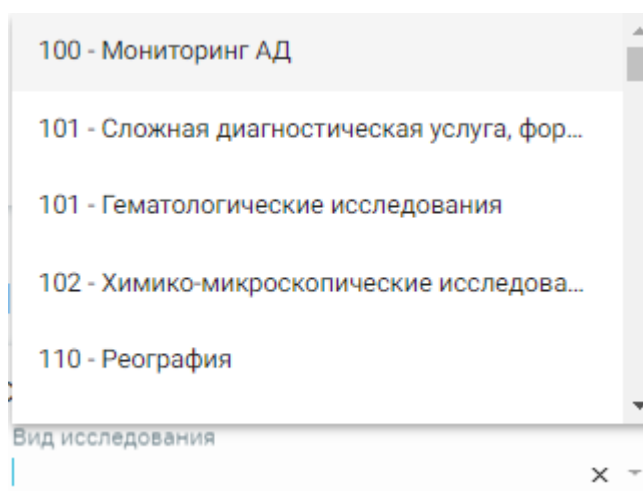 100 - Мониторинг АД
101 - Сложная диагностическая услуга, фор...
101 - Гематологические исследования
102 - Химико-микроскопические исследова...
110 - Реография
Вид исследования